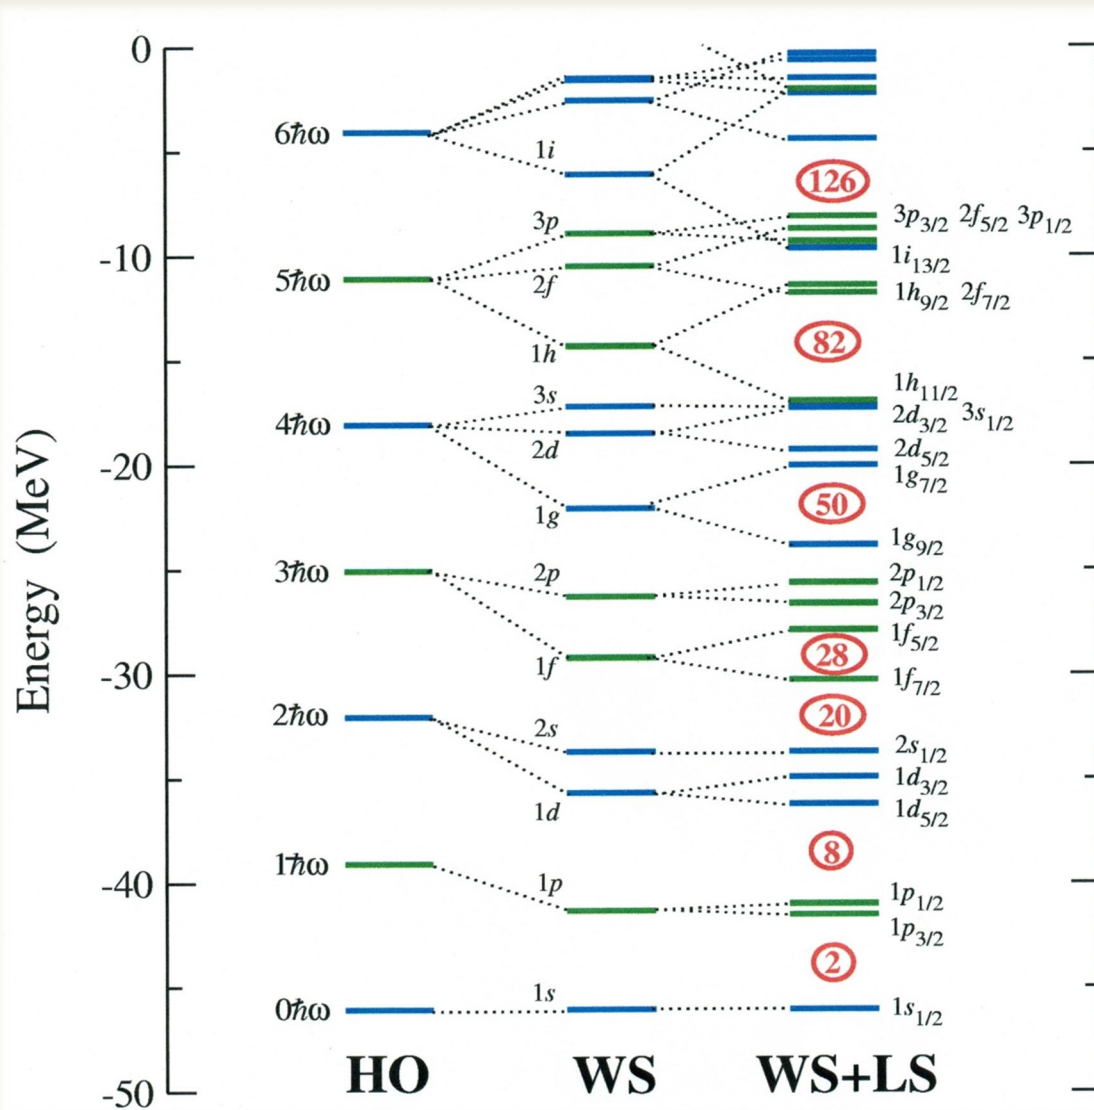 0
6ħω
1i
126
3p
3p3/2 2f5/2 3p1/2
-10
1i13/2
5ħω
2f
1h9/2 2f7/2
82
1h
1h11/2
3s
4ħω
2d3/2 3s1/2
2d
2d5/2
-20
1g7/2
50
1g
1g9/2
3ħω
2p
2p1/2
2p3/2
1f5/2
28
1f
-30
1f7/2
2ħω
20
2s
2s1/2
1d3/2
1d
1d5/2
8
1ħω
-40
1p
1p1/2
1p3/2
2
1s
0ħω
1s1/2
HO WS WS+LS
-50
Energy (MeV)